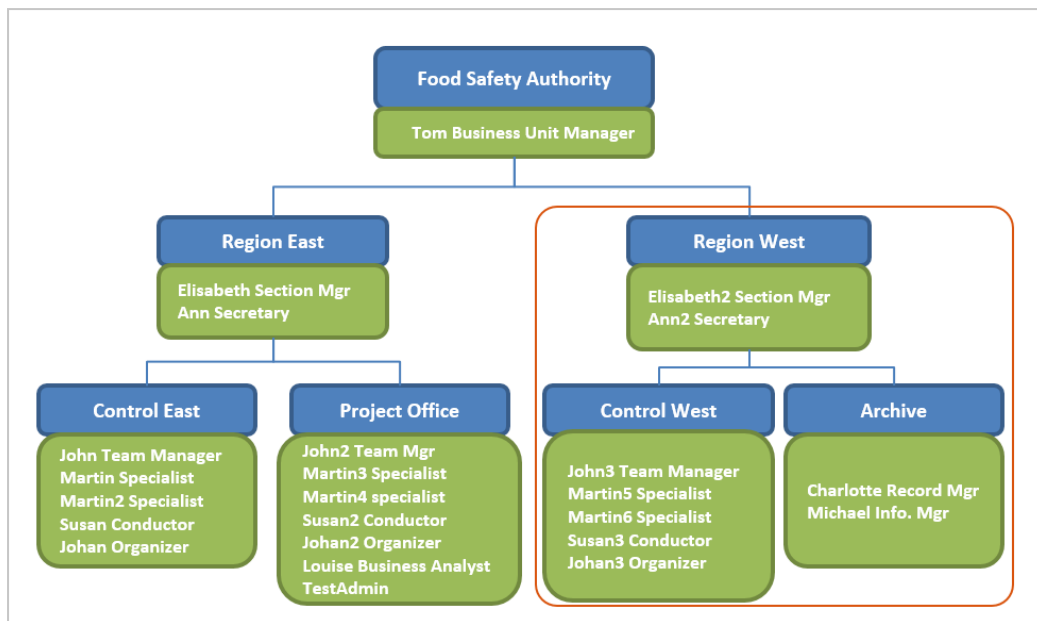 Food Safety Authority
Tom Business Unit Manager
Region East
Elisabeth Section Mgr
Ann Secretary
Region West
Elisabeth2 Section Mgr
Ann2 Secretary
Control East
John Team Manager
Martin Specialist
Martin2 Specialist
Susan Conductor
Johan Organizer
Project Office
John2 Team Mgr
Martin3 Specialist
Martin4 specialist
Susan2 Conductor
Johan2 Organizer
Louise Business Analyst
TestAdmin
Control West
John3 Team Manager
Martin5 Specialist
Martin6 Specialist
Susan3 Conductor
Johan3 Organizer
Archive
Charlotte Record Mgr
Michael Info. Mgr